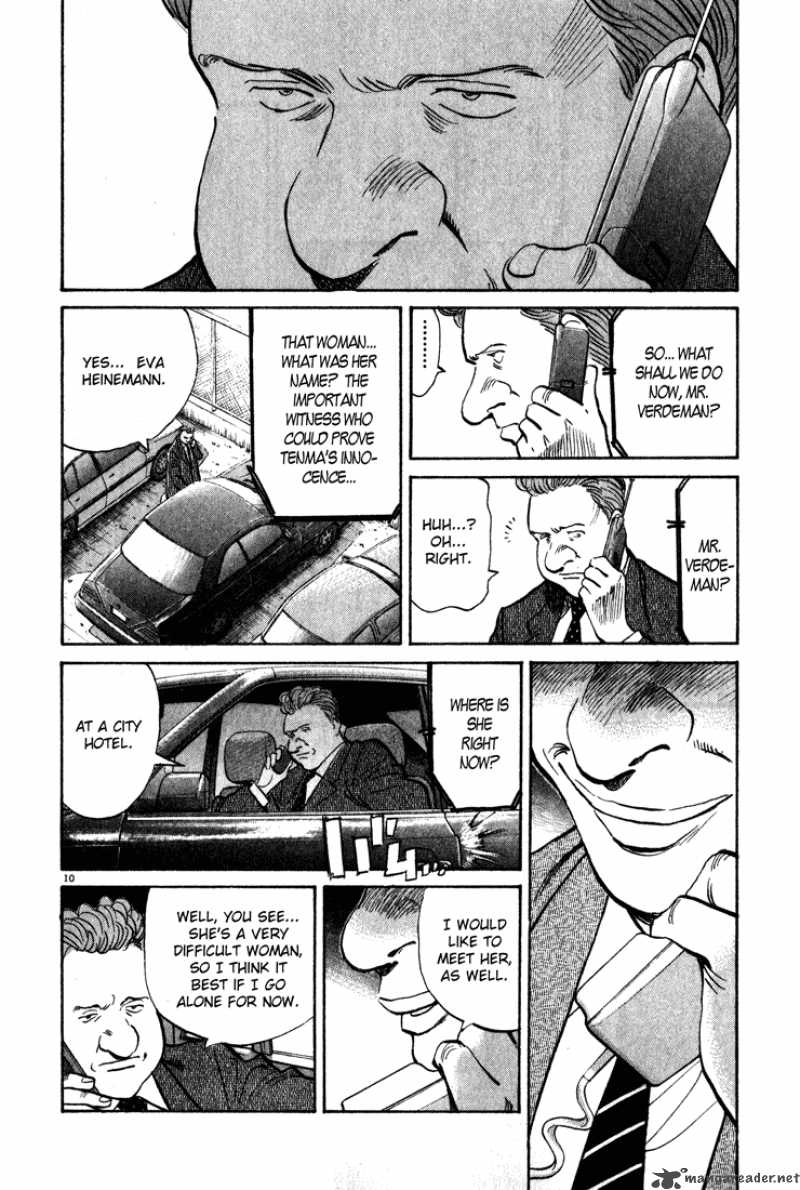 SO... WHAT
SHALL WE DO
NOW, MR.
VERDEMAN?
........
THAT WOMAN...
WHAT WAS HER
NAME? THE
IMPORTANT
WITNESS WHO
COULD PROVE
TENMA'S INNO-
CENCE...
YES... EVA
HEINEMANN.
MR.
VERDE-
MAN?
HUH...?
OH...
RIGHT.
WHERE IS
SHE
RIGHT
NOW?
AT A CITY
HOTEL.
バム
10
I WOULD
LIKE TO
MEET HER,
AS WELL.
WELL, YOU SEE...
SHE'S A VERY
DIFFICULT WOMAN,
SO I THINK IT
BEST IF I GO
ALONE FOR NOW.
mangareader.net